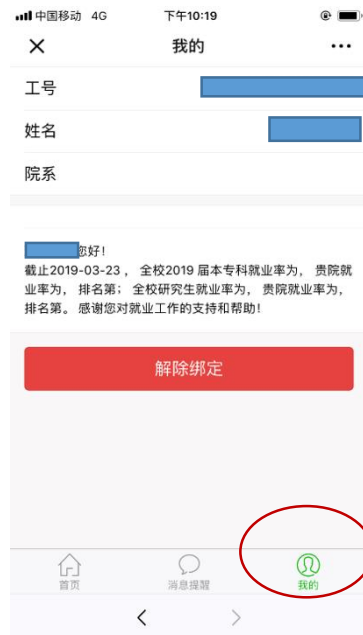 中国移动 4G 下午10:19
我的
工号
姓名
院系
您好！
截止2019-03-23 ， 全校2019 届本专科就业率为， 贵院就
业率为， 排名第； 全校研究生就业率为， 贵院就业率为，
排名第。 感谢您对就业工作的支持和帮助！
解除绑定
首页 消息提醒 我的